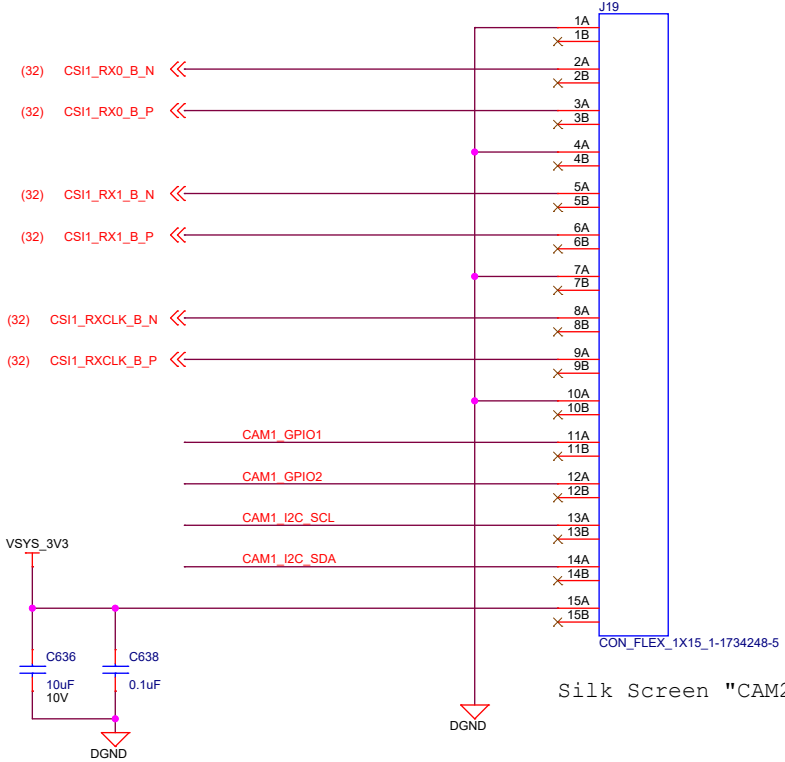 J19
1A
1B
(32) CSI1_RX0_B_N 2A
2B
(32) CSI1_RX0_B_P 3A
3B
4A
4B
(32) CSI1_RX1_B_N 5A
5B
(32) CSI1_RX1_B_P 6A
6B
7A
7B
(32) CSI1_RXCLK_B_N 8A
8B
(32) CSI1_RXCLK_B_P 9A
9B
10A
10B
CAM1_GPIO1 11A
11B
CAM1_GPIO2 12A
12B
CAM1_I2C_SCL 13A
13B
VSYS_3V3
CAM1_I2C_SDA 14A
14B
15A
15B
CON_FLEX_1X15_1-1734248-5
C636 C638
10uF 0.1uF
10V
Silk Screen "CAM2
DGND
DGND